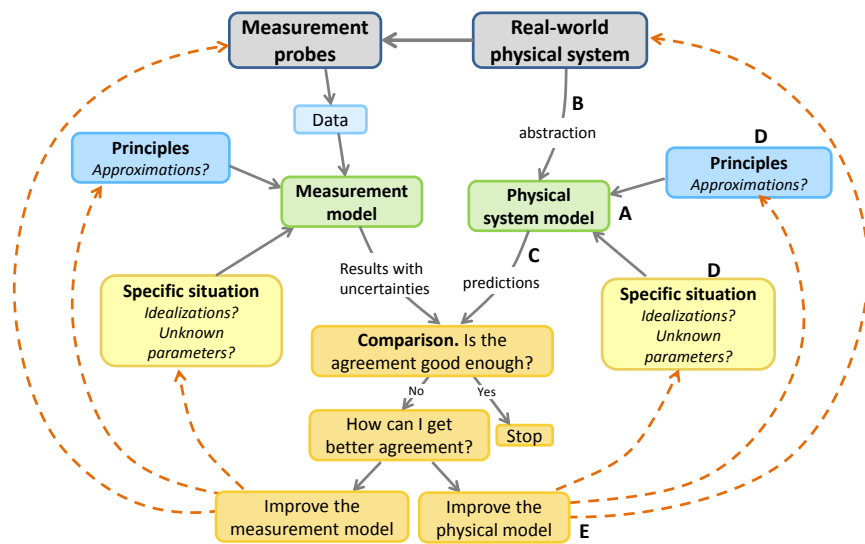 Measurement
probes
Real-world
physical system
B
Data
abstraction
D
Principles
Approximations?
Principles
Approximations?
Measurement
model
Physical
system model
A
C
Results with
uncertainties
predictions
D
Specific situation
Idealizations?
Unknown
parameters?
Specific situation
Idealizations?
Unknown
parameters?
Comparison. Is the
agreement good enough?
No
Yes
How can I get
better agreement?
Stop
Improve the
measurement model
Improve the
physical model
E